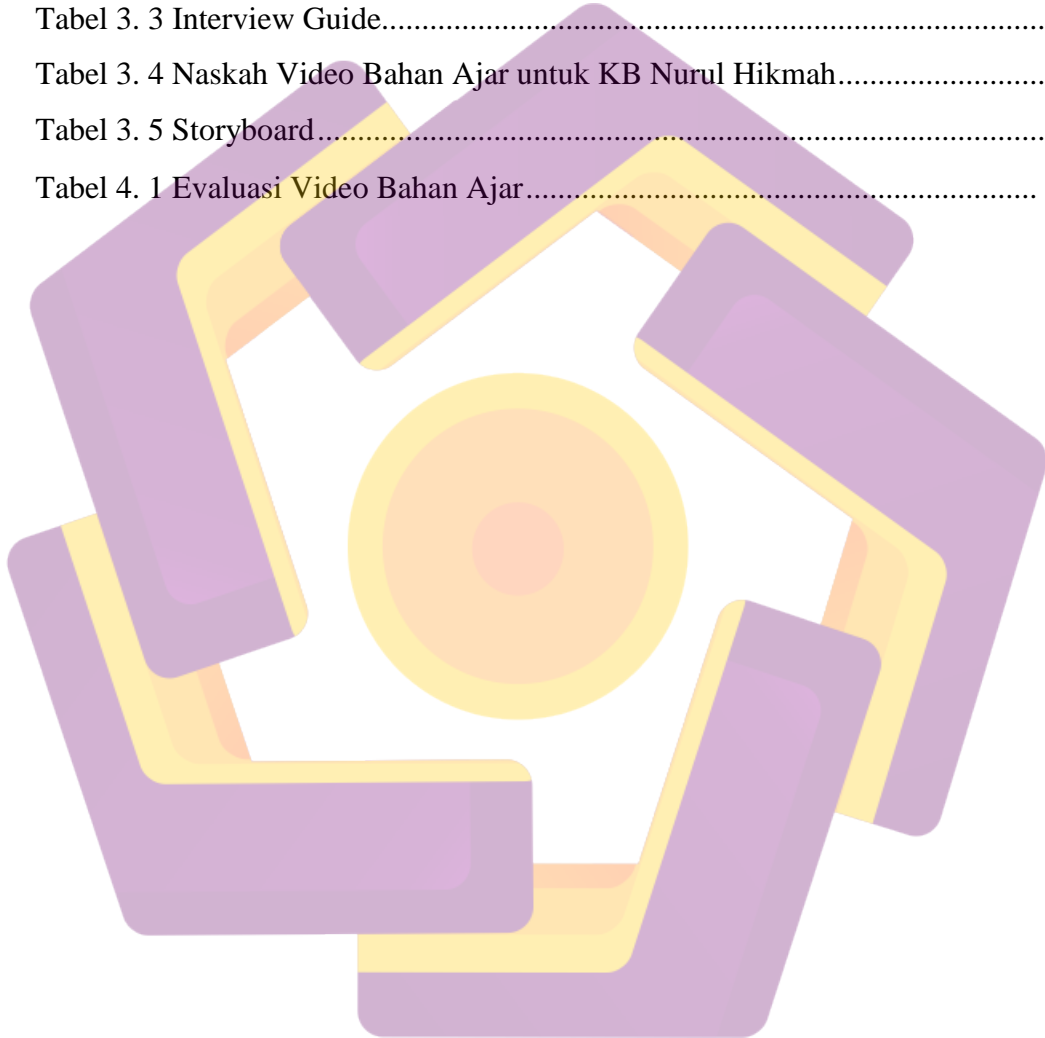 Tabel 3. 3 Interview Guide...............................................................................
Tabel 3. 4 Naskah Video Bahan Ajar untuk KB Nurul Hikmah.........................
Tabel 3. 5 Storyboard........................................................................................
Tabel 4. 1 Evaluasi Video Bahan Ajar..............................................................